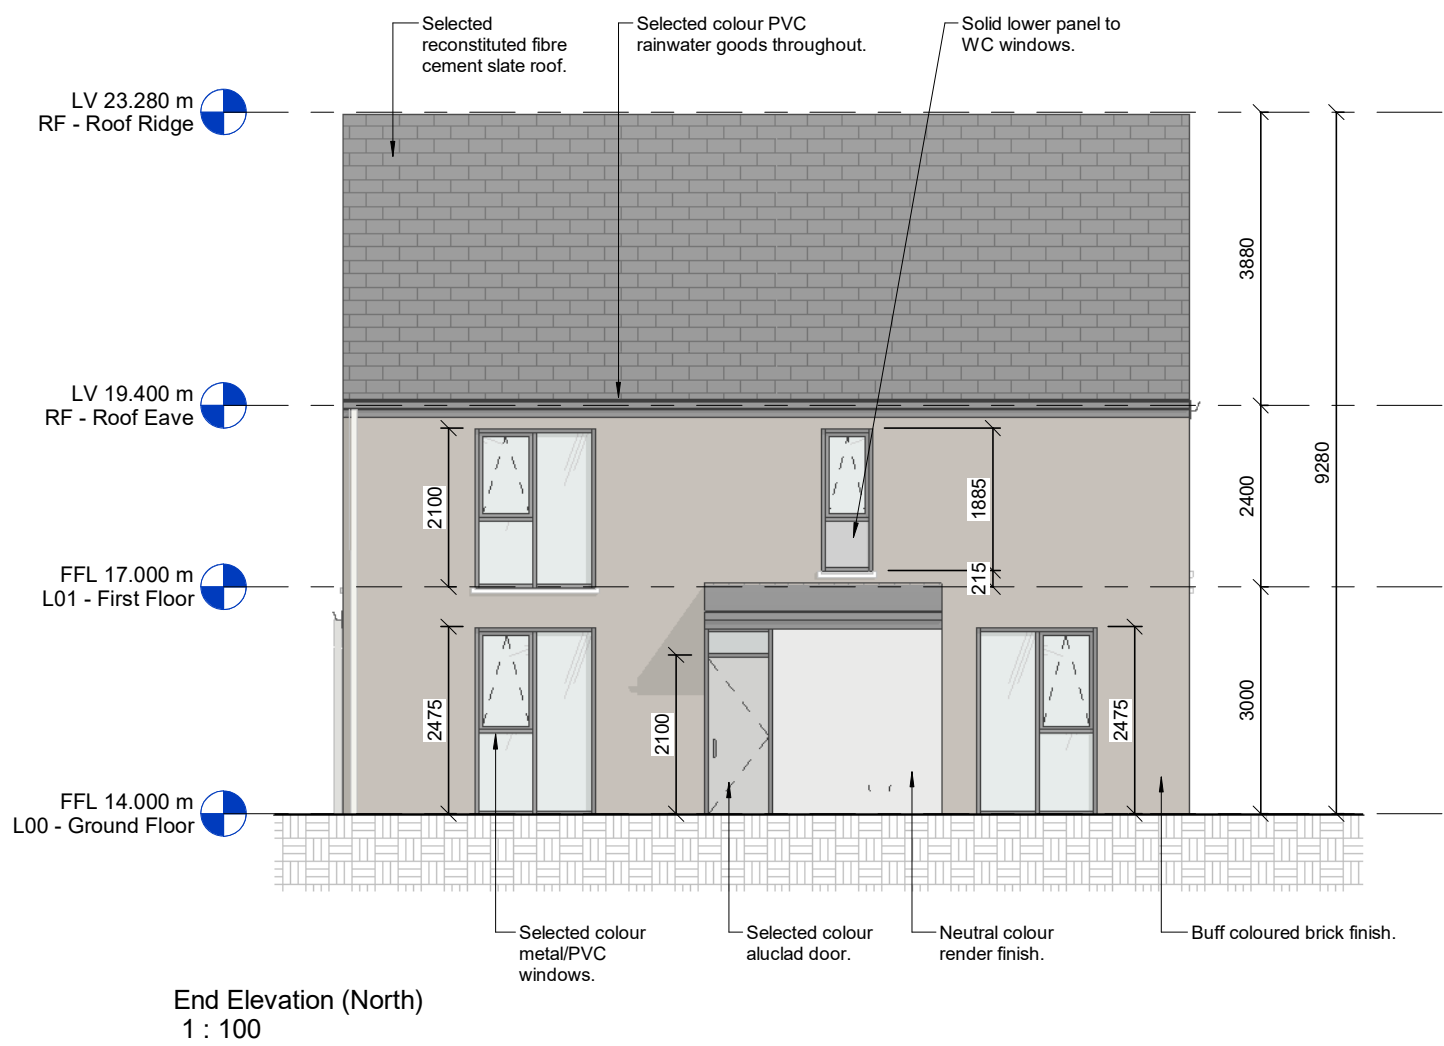 Selected
reconstituted fibre
cement slate roof.
Selected colour PVC
rainwater goods throughout.
Solid lower panel to
WC windows.
LV 23.280 m
RF - Roof Ridge
3880
LV 19.400 m
RF - Roof Eave
9280
2100
1885
2400
FFL 17.000 m
L01 - First Floor
215
2475
2100
2475
3000
FFL 14.000 m
L00 - Ground Floor
Selected colour
metal/PVC
windows.
Selected colour
aluclad door.
Neutral colour
render finish.
Buff coloured brick finish.
End Elevation (North)
1 : 100